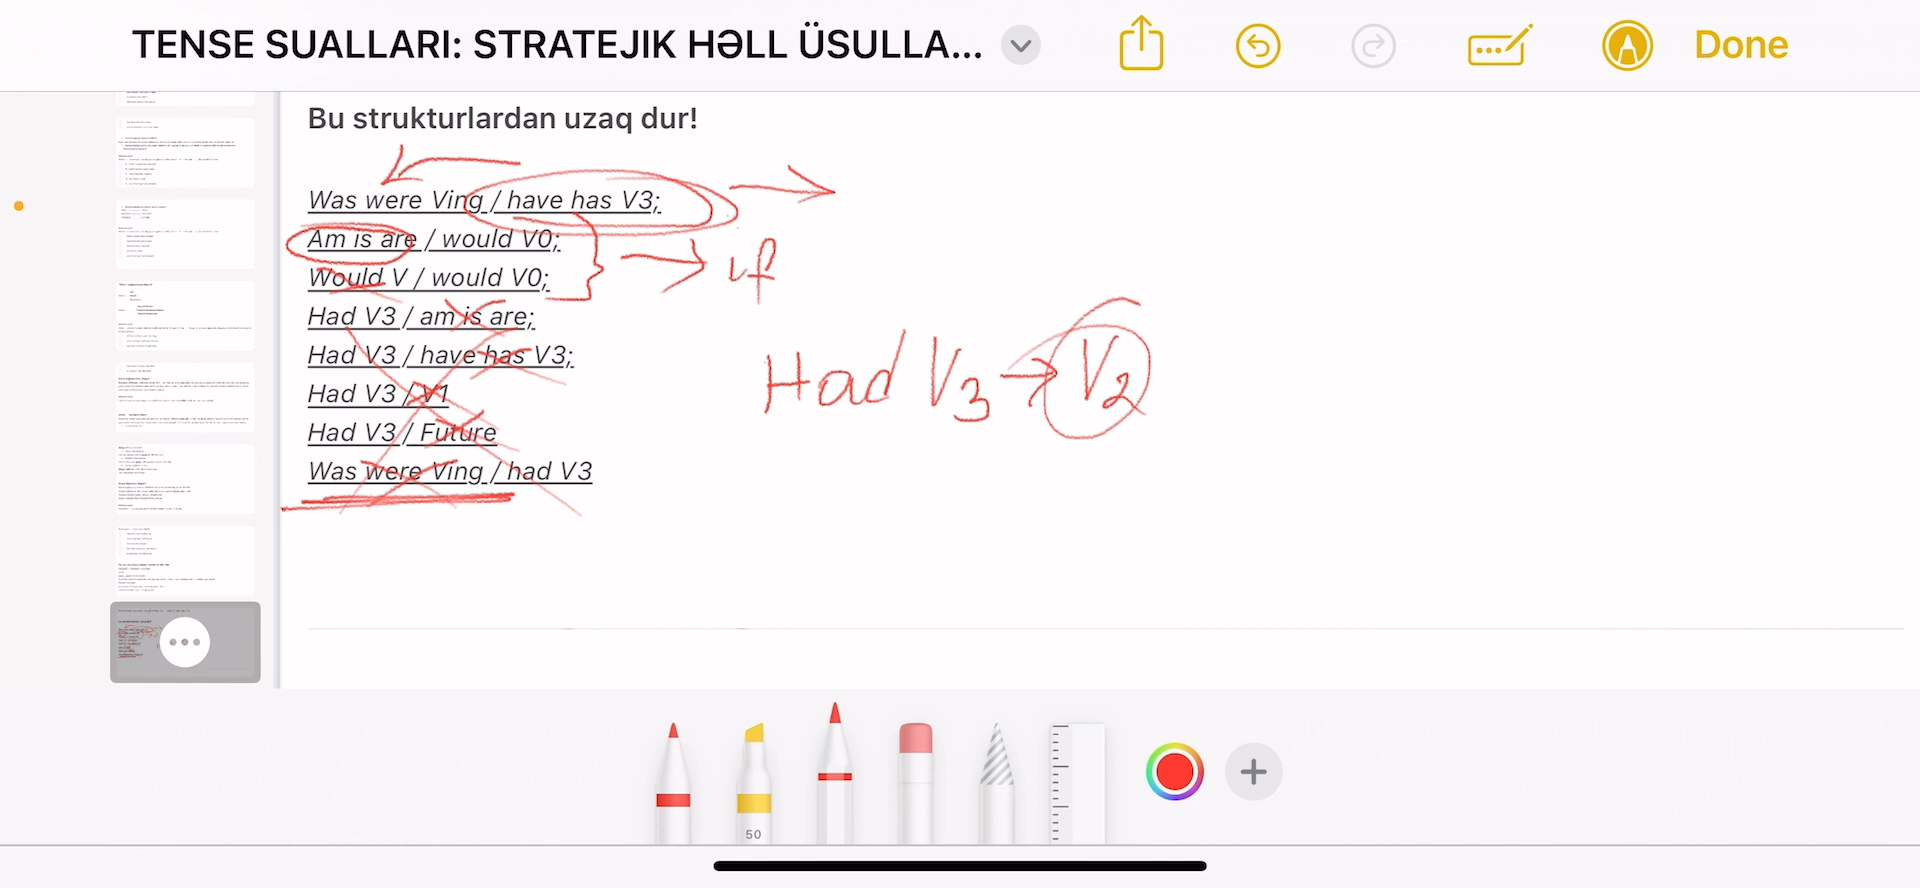 TENSE SUALLARI: STRATEJIK HƏLL ÜSULLA...
Done
Bu strukturlardan uzaq dur!
Was were Ving / have has V3;
Am is are / would V0;
Would V / would V0;
if
Had V3 / am is are;
Had V3 / have has V3;
Had V3 → V2
Had V3 / V1
Had V3 / Future
Was were Ving / had V3
50